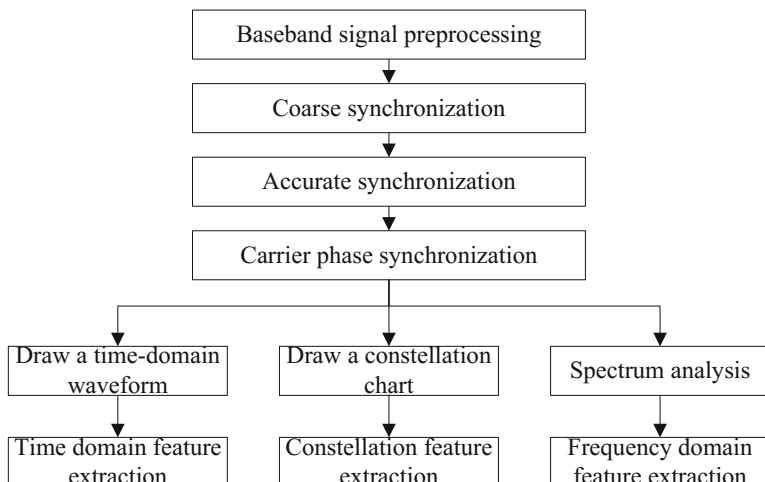 Baseband signal preprocessing
Coarse synchronization
Accurate synchronization
Carrier phase synchronization
Draw a time-domain
waveform
Draw a constellation
chart
Spectrum analysis
Time domain feature
extraction
Constellation feature
extraction
Frequency domain
feature extraction